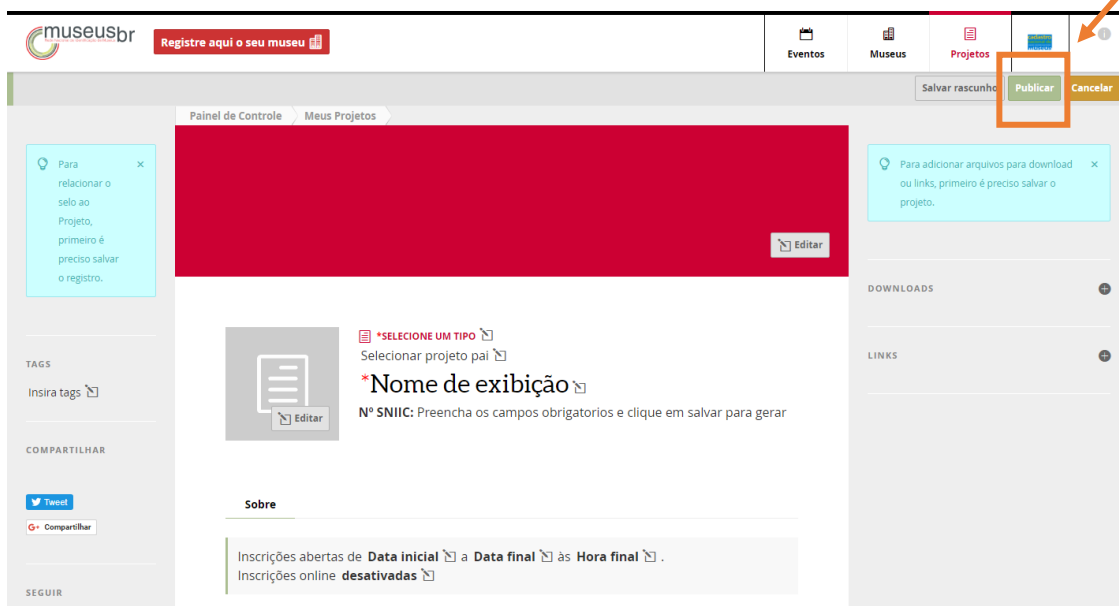 museusbr
Registre aqui o seu museu
Eventos
Museus
Projetos
Salvar rascunho
Publicar
Cancelar
Painel de Controle
Meus Projetos
Para
relacionar o
selo ao
Projeto,
primeiro é
preciso salvar
o registro.
×
TAGS
Insira tags
COMPARTILHAR
Tweet
G+ Compartilhar
SEGUIR
Editar
Editar
*SELECIONE UM TIPO
Selecionar projeto pai
*Nome de exibição
Nº SNIIC: Preencha os campos obrigatorios e clique em salvar para gerar
Sobre
Inscrições abertas de Data inicial a Data final às Hora final .
Inscrições online desativadas
Para adicionar arquivos para download
ou links, primeiro é preciso salvar o
projeto.
×
DOWNLOADS
LINKS